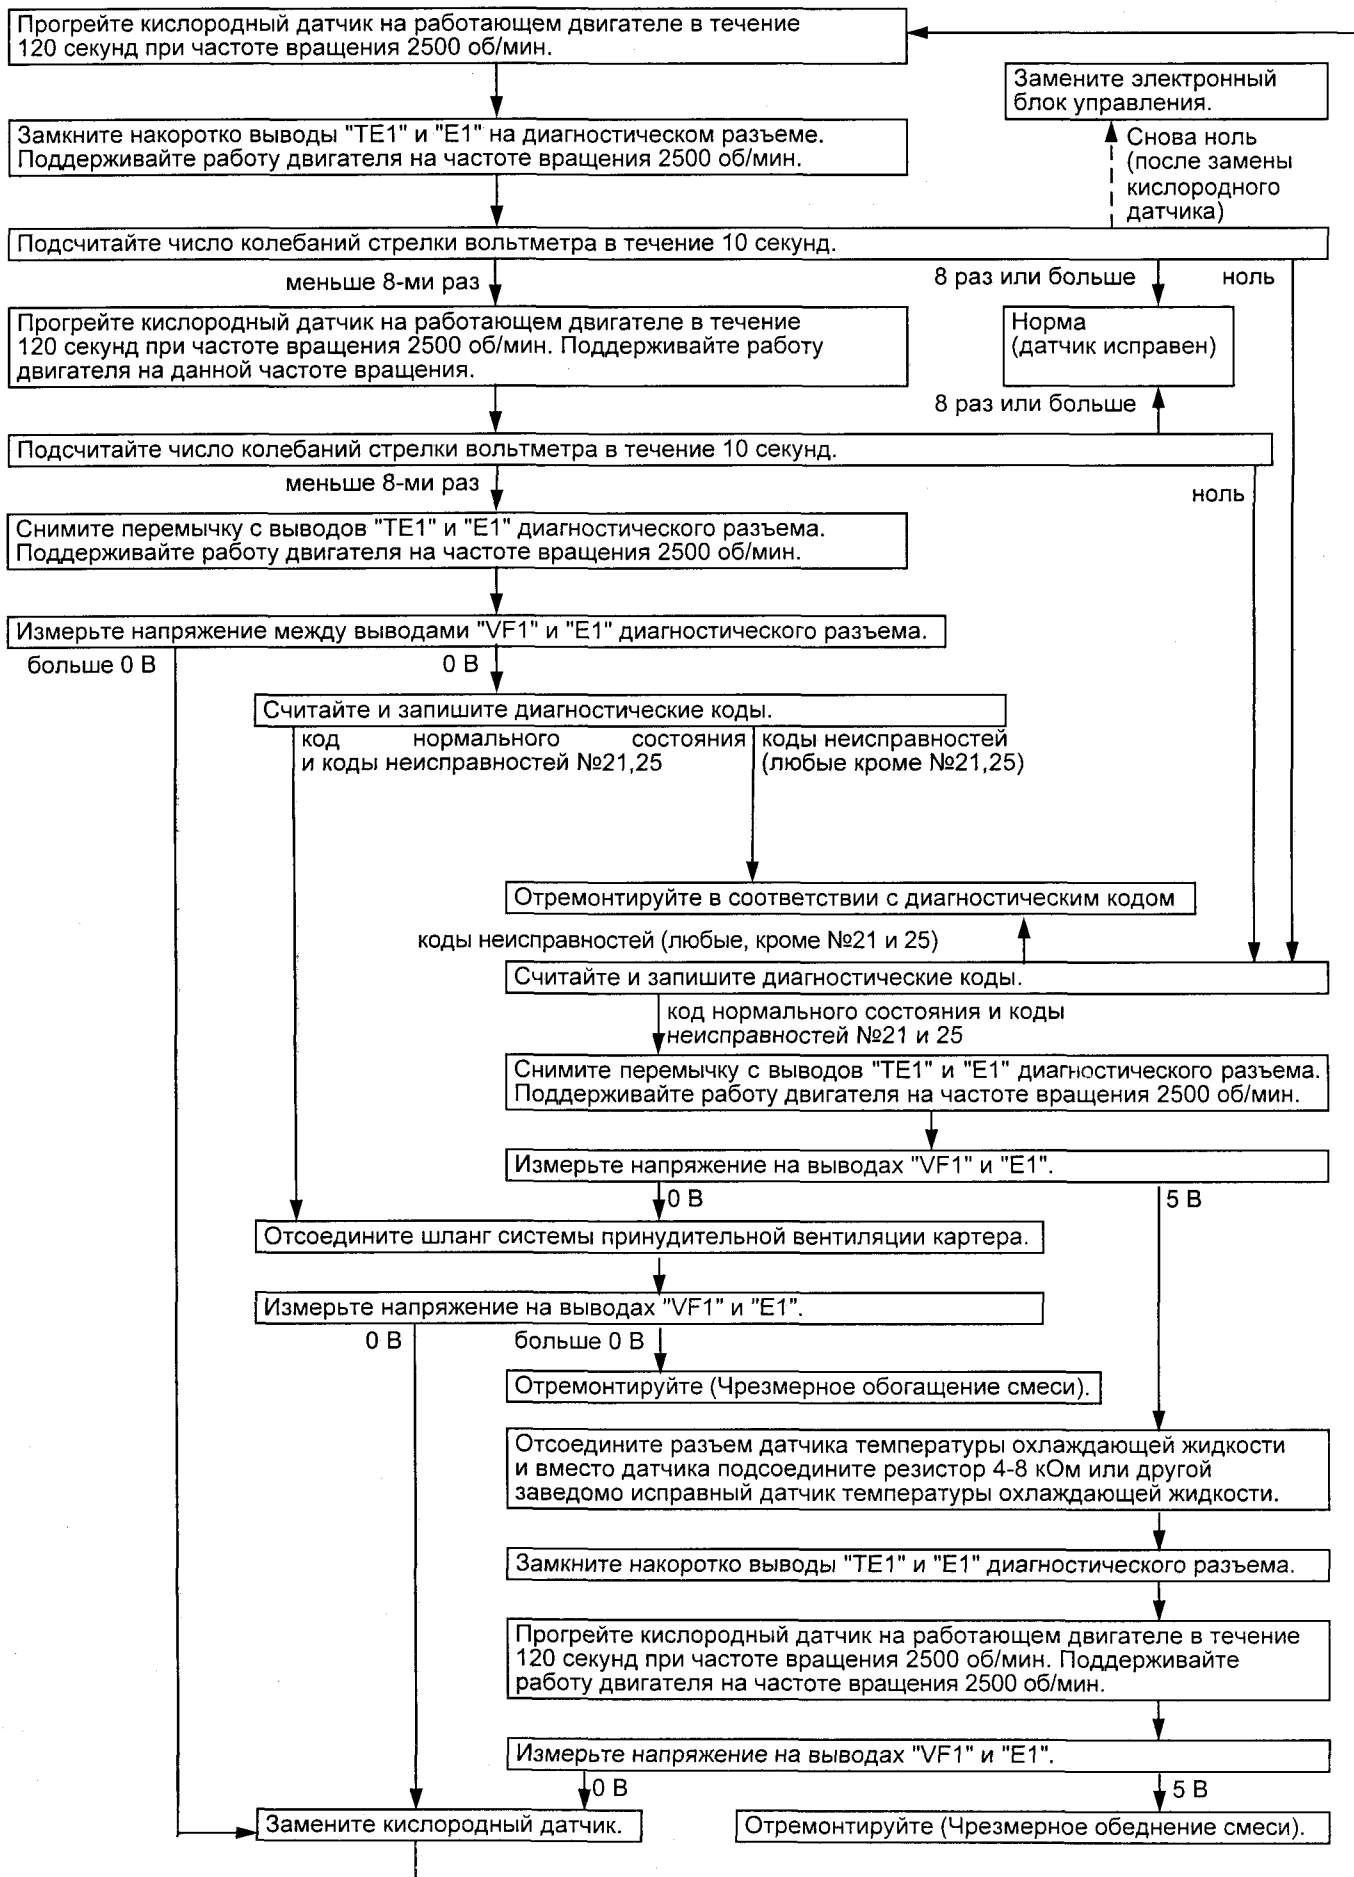 Прогрейте кислородный датчик на работающем двигателе в течение
120 секунд при частоте вращения 2500 об/мин.
Замените электронный
блок управления.
Замкните накоротко выводы "TE1" и "E1" на диагностическом разъеме.
Поддерживайте работу двигателя на частоте вращения 2500 об/мин.
Снова ноль
(после замены
кислородного
датчика)
Подсчитайте число колебаний стрелки вольтметра в течение 10 секунд.
меньше 8-ми раз
8 раз или больше
ноль
Прогрейте кислородный датчик на работающем двигателе в течение
120 секунд при частоте вращения 2500 об/мин. Поддерживайте работу
двигателя на данной частоте вращения.
Норма
(датчик исправен)
8 раз или больше
Подсчитайте число колебаний стрелки вольтметра в течение 10 секунд.
меньше 8-ми раз
ноль
Снимите перемычку с выводов "TE1" и "E1" диагностического разъема.
Поддерживайте работу двигателя на частоте вращения 2500 об/мин.
Измерьте напряжение между выводами "VF1" и "E1" диагностического разъема.
больше 0 В
0 В
Считайте и запишите диагностические коды.
код нормального состояния
и коды неисправностей №21,25
коды неисправностей
(любые кроме №21,25)
Отремонтируйте в соответствии с диагностическим кодом
коды неисправностей (любые, кроме №21 и 25)
Считайте и запишите диагностические коды.
код нормального состояния и коды
неисправностей №21 и 25
Снимите перемычку с выводов "TE1" и "E1" диагностического разъема.
Поддерживайте работу двигателя на частоте вращения 2500 об/мин.
Измерьте напряжение на выводах "VF1" и "E1".
0 В
5 В
Отсоедините шланг системы принудительной вентиляции картера.
Измерьте напряжение на выводах "VF1" и "E1".
0 В
больше 0 В
Отремонтируйте (Чрезмерное обогащение смеси).
Отсоедините разъем датчика температуры охлаждающей жидкости
и вместо датчика подсоедините резистор 4-8 кОм или другой
заведомо исправный датчик температуры охлаждающей жидкости.
Замкните накоротко выводы "TE1" и "E1" диагностического разъема.
Прогрейте кислородный датчик на работающем двигателе в течение
120 секунд при частоте вращения 2500 об/мин. Поддерживайте
работу двигателя на частоте вращения 2500 об/мин.
Измерьте напряжение на выводах "VF1" и "E1".
0 В
5 В
Замените кислородный датчик.
Отремонтируйте (Чрезмерное обеднение смеси).